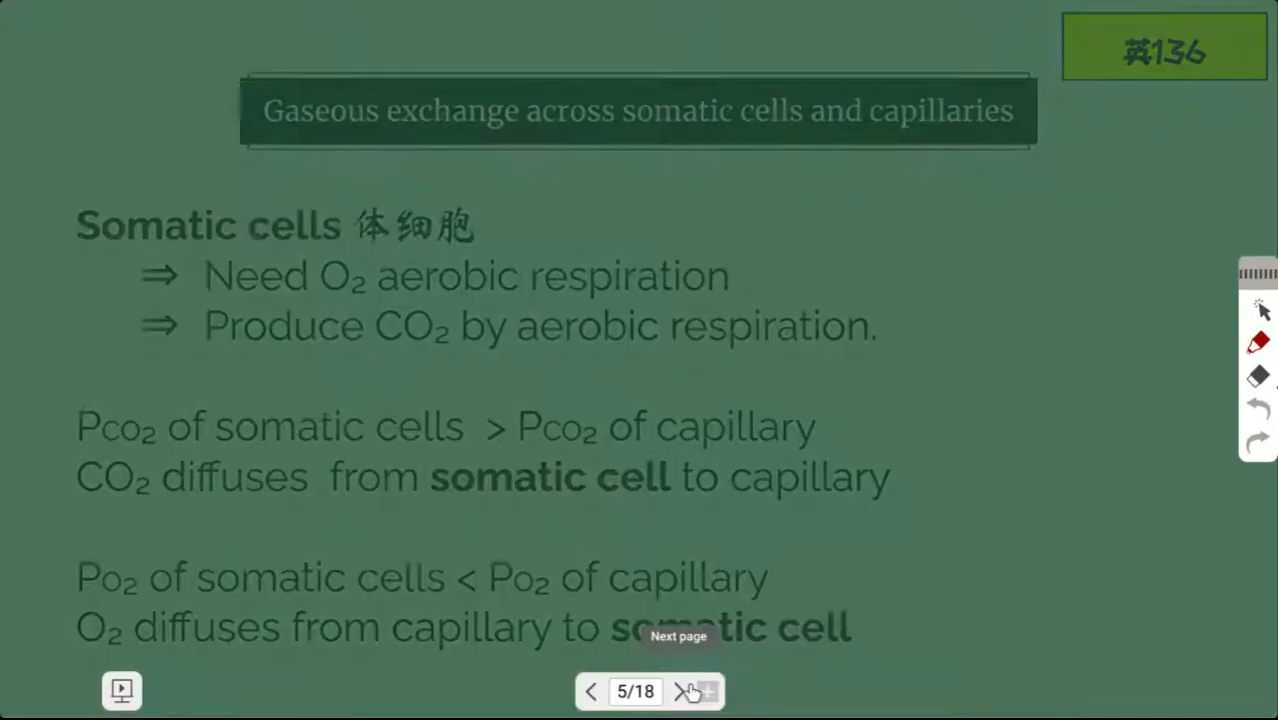 英136
Gaseous exchange across somatic cells and capillaries
Somatic cells 体细胞
⇒ Need O₂ aerobic respiration
⇒ Produce CO₂ by aerobic respiration.
PCO₂ of somatic cells > PCO₂ of capillary
CO₂ diffuses from somatic cell to capillary
PO₂ of somatic cells < PO₂ of capillary
O₂ diffuses from capillary to somatic cell
Next page
5/18